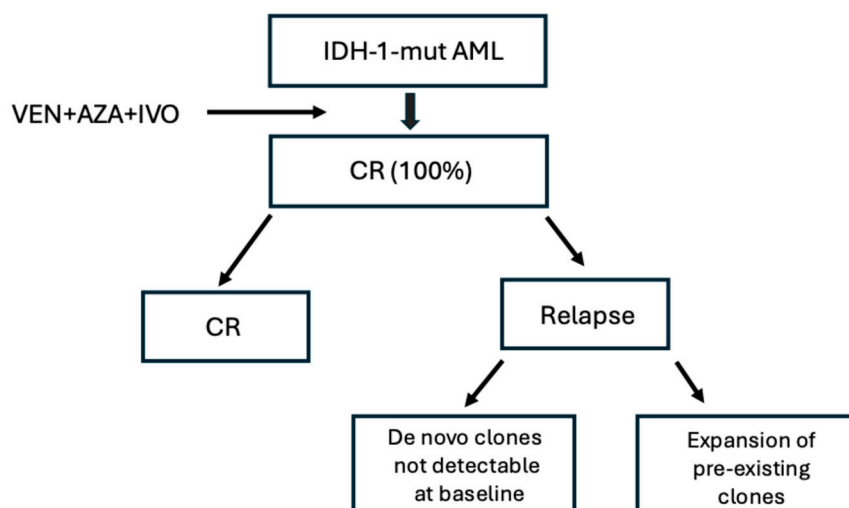 IDH-1-mut AML
VEN+AZA+IVO
CR (100%)
CR
Relapse
De novo clones
not detectable
at baseline
Expansion of
pre-existing
clones